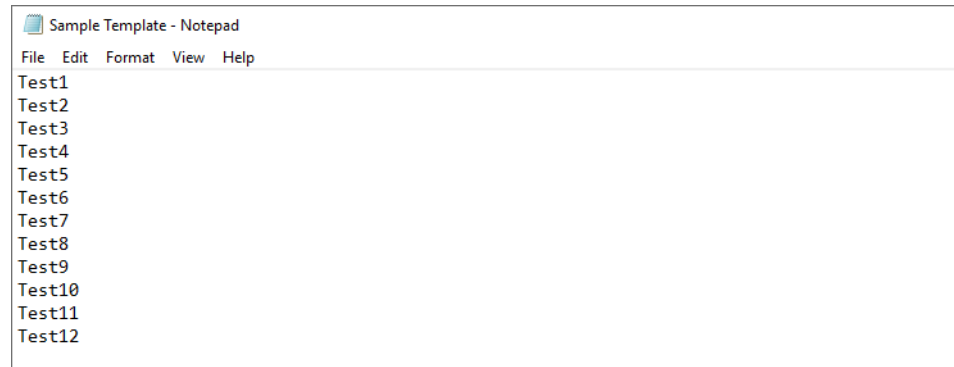 Sample Template - Notepad
File Edit Format View Help
Test1
Test2
Test3
Test4
Test5
Test6
Test7
Test8
Test9
Test10
Test11
Test12